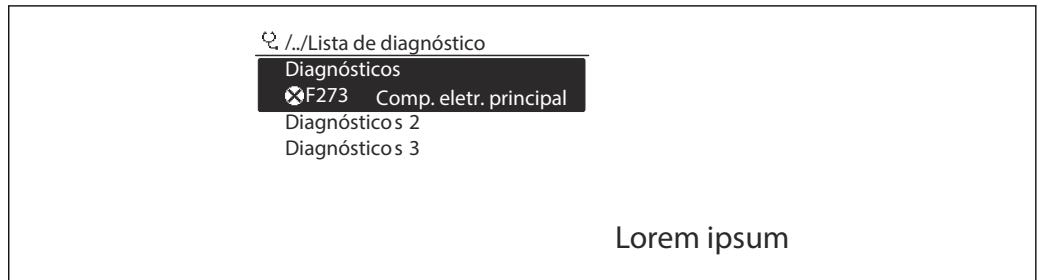 /../Lista de diagnóstico
Diagnósticos
F273 Comp. eletr. principal
Diagnósticos 2
Diagnósticos 3
Lorem ipsum